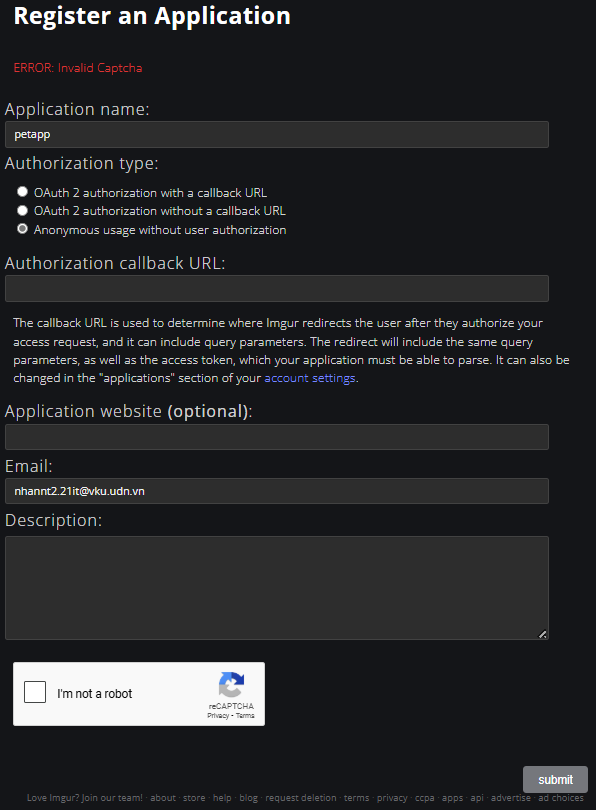 Register an Application
ERROR: Invalid Captcha
Application name:
petapp
Authorization type:
OAuth 2 authorization with a callback URL
OAuth 2 authorization without a callback URL
Anonymous usage without user authorization
Authorization callback URL:
The callback URL is used to determine where Imgur redirects the user after they authorize your
access request, and it can include query parameters. The redirect will include the same query
parameters, as well as the access token, which your application must be able to parse. It can also be
changed in the "applications" section of your account settings.
Application website (optional):
Email:
nhannt2.21it@vku.udn.vn
Description:
I'm not a robot
reCAPTCHA
Privacy - Terms
submit
Love Imgur? Join our team! · about · store · help · blog · request deletion · terms · privacy · ccpa · apps · api · advertise · ad choices